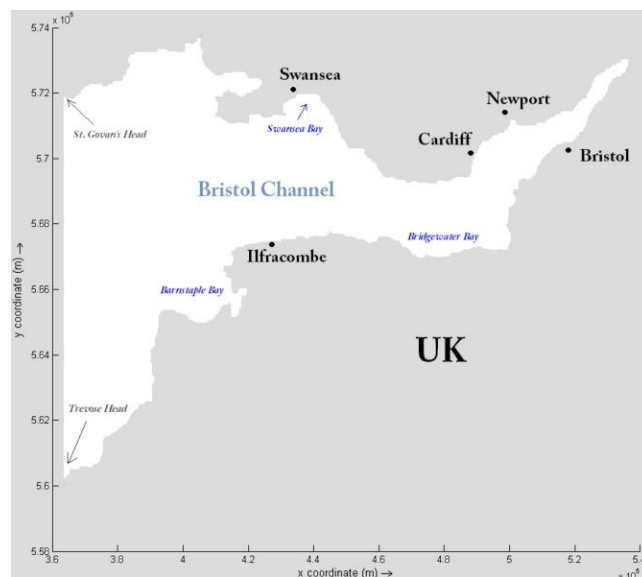 5.74
Swansea
5.72
Newport
St. Govan's Head
Swansea Bay
Cardiff
5.7
Bristol
Bristol Channel
y coordinate (m) →
5.68
Bridgewater Bay
Ilfracombe
5.66
Barnstaple Bay
UK
5.64
5.62
Trevose Head
5.6
5.58
3.6 3.8 4 4.2 4.4 4.6 4.8 5 5.2 5.4
x coordinate (m) →